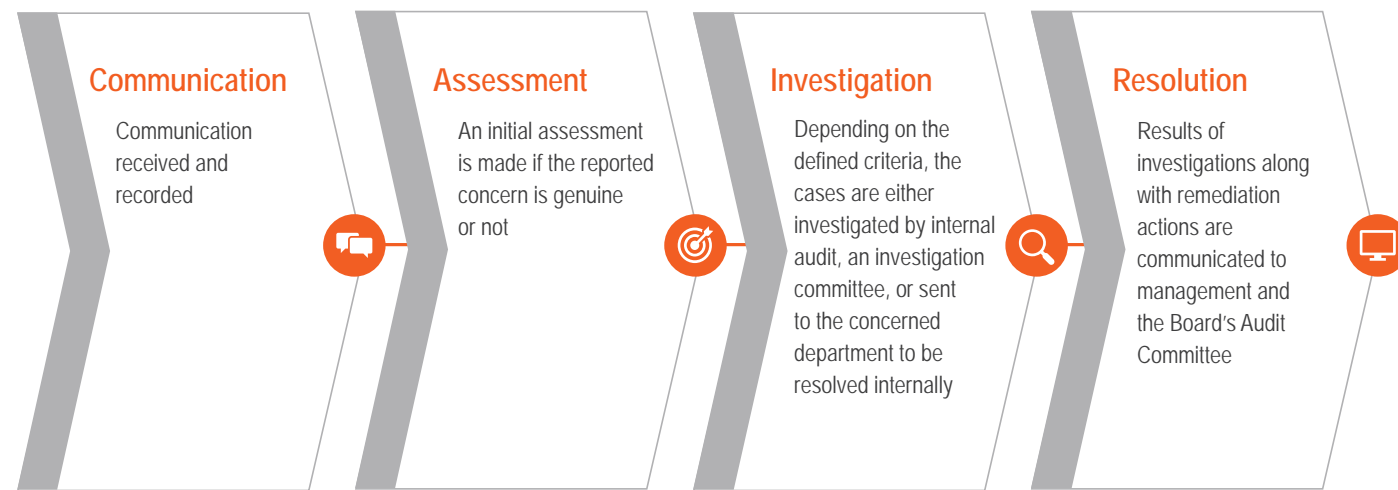 Communication
Communication
received and
recorded
Assessment
An initial assessment
is made if the reported
concern is genuine
or not
Investigation
Depending on the
defined criteria, the
cases are either
investigated by internal
audit, an investigation
committee, or sent
to the concerned
department to be
resolved internally
Resolution
Results of
investigations along
with remediation
actions are
communicated to
management and
the Board’s Audit
Committee